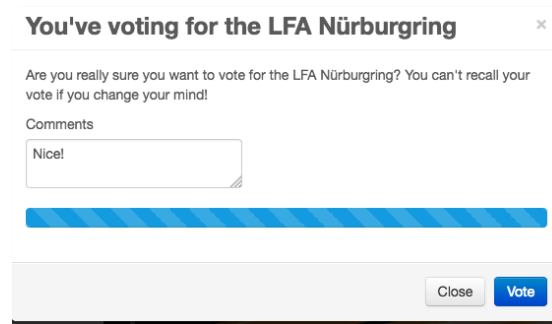 You've voting for the LFA Nürburgring
×
Are you really sure you want to vote for the LFA Nürburgring? You can't recall your
vote if you change your mind!
Comments
Nice!
Close Vote